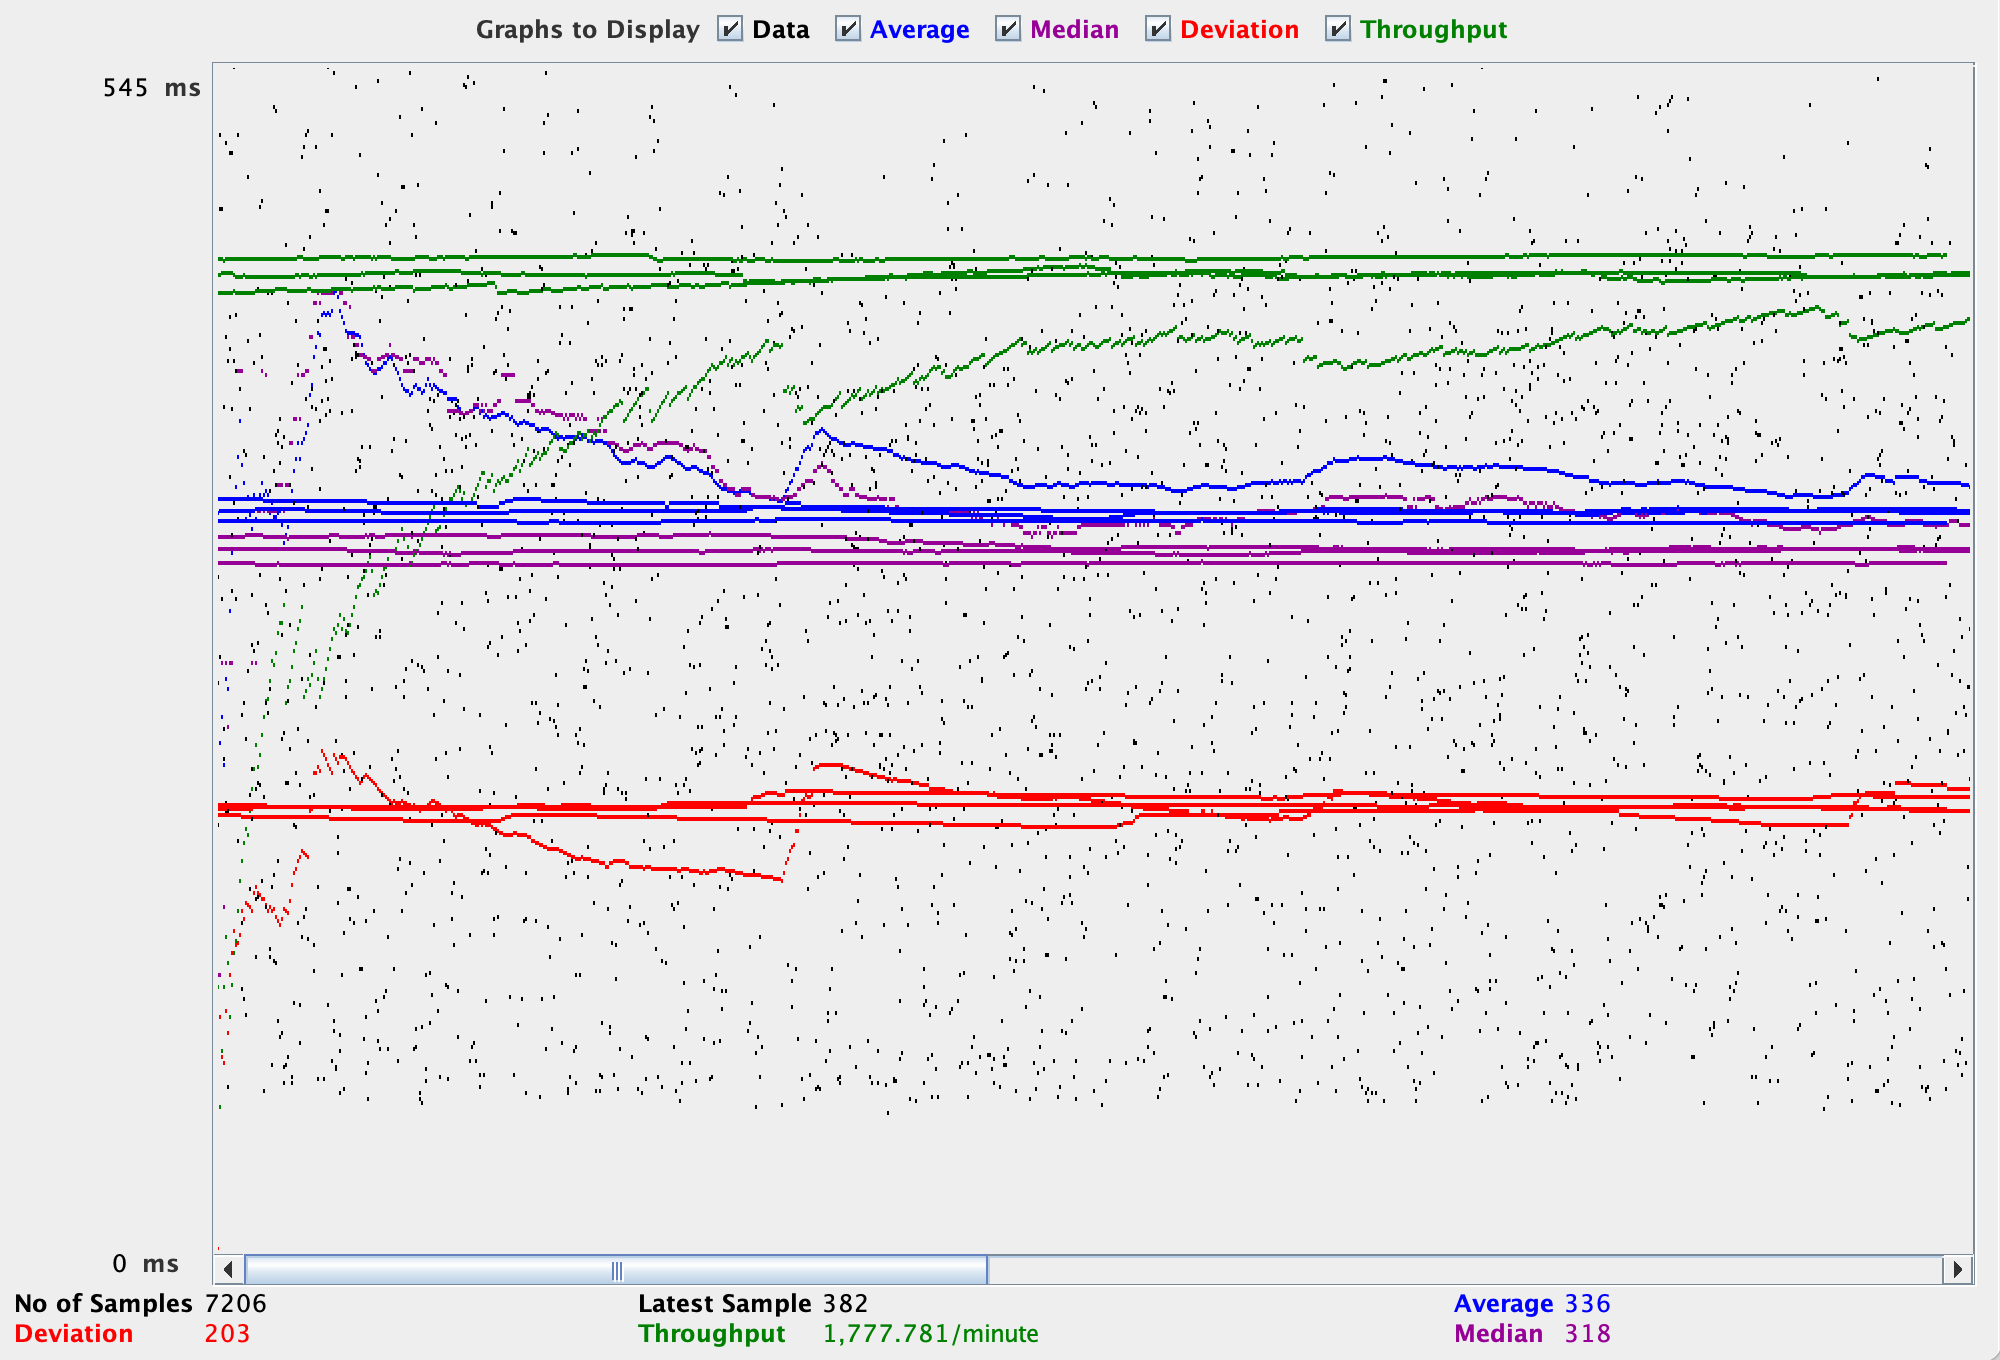 Graphs to Display Data Average Median Deviation Throughput
545 ms
0 ms
No of Samples 7206 Latest Sample 382 Average 336
Deviation 203 Throughput 1,777.781/minute Median 318